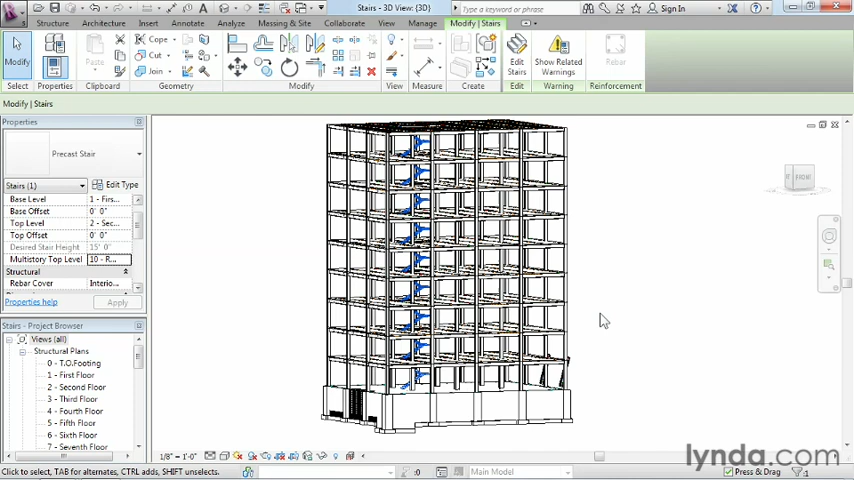 Stairs - 3D View: {3D}
Type a keyword or phrase
Sign In
Structure Architecture Insert Annotate Analyze Massing & Site Collaborate View Manage Modify | Stairs
Modify
Properties
Paste
Cope
Cut
Join
Edit Stairs
Show Related Warnings
Rebar
Select Properties Clipboard Geometry Modify View Measure Create Edit Warning Reinforcement
Modify | Stairs
Properties
Precast Stair
Stairs (1)
Edit Type
Base Level 1 - Firs...
Base Offset 0' 0"
Top Level 2 - Sec...
Top Offset 0' 0"
Desired Stair Height 15' 0"
Multistory Top Level 10 - R...
Structural
Rebar Cover Interio...
Properties help
Apply
Stairs - Project Browser
Views (all)
Structural Plans
0 - T.O.Footing
1 - First Floor
2 - Second Floor
3 - Third Floor
4 - Fourth Floor
5 - Fifth Floor
6 - Sixth Floor
7 - Seventh Floor
FRONT
1/8" = 1'-0"
lynda.com
Click to select, TAB for alternates, CTRL adds, SHIFT unselects.
:0
Main Model
Press & Drag
:1